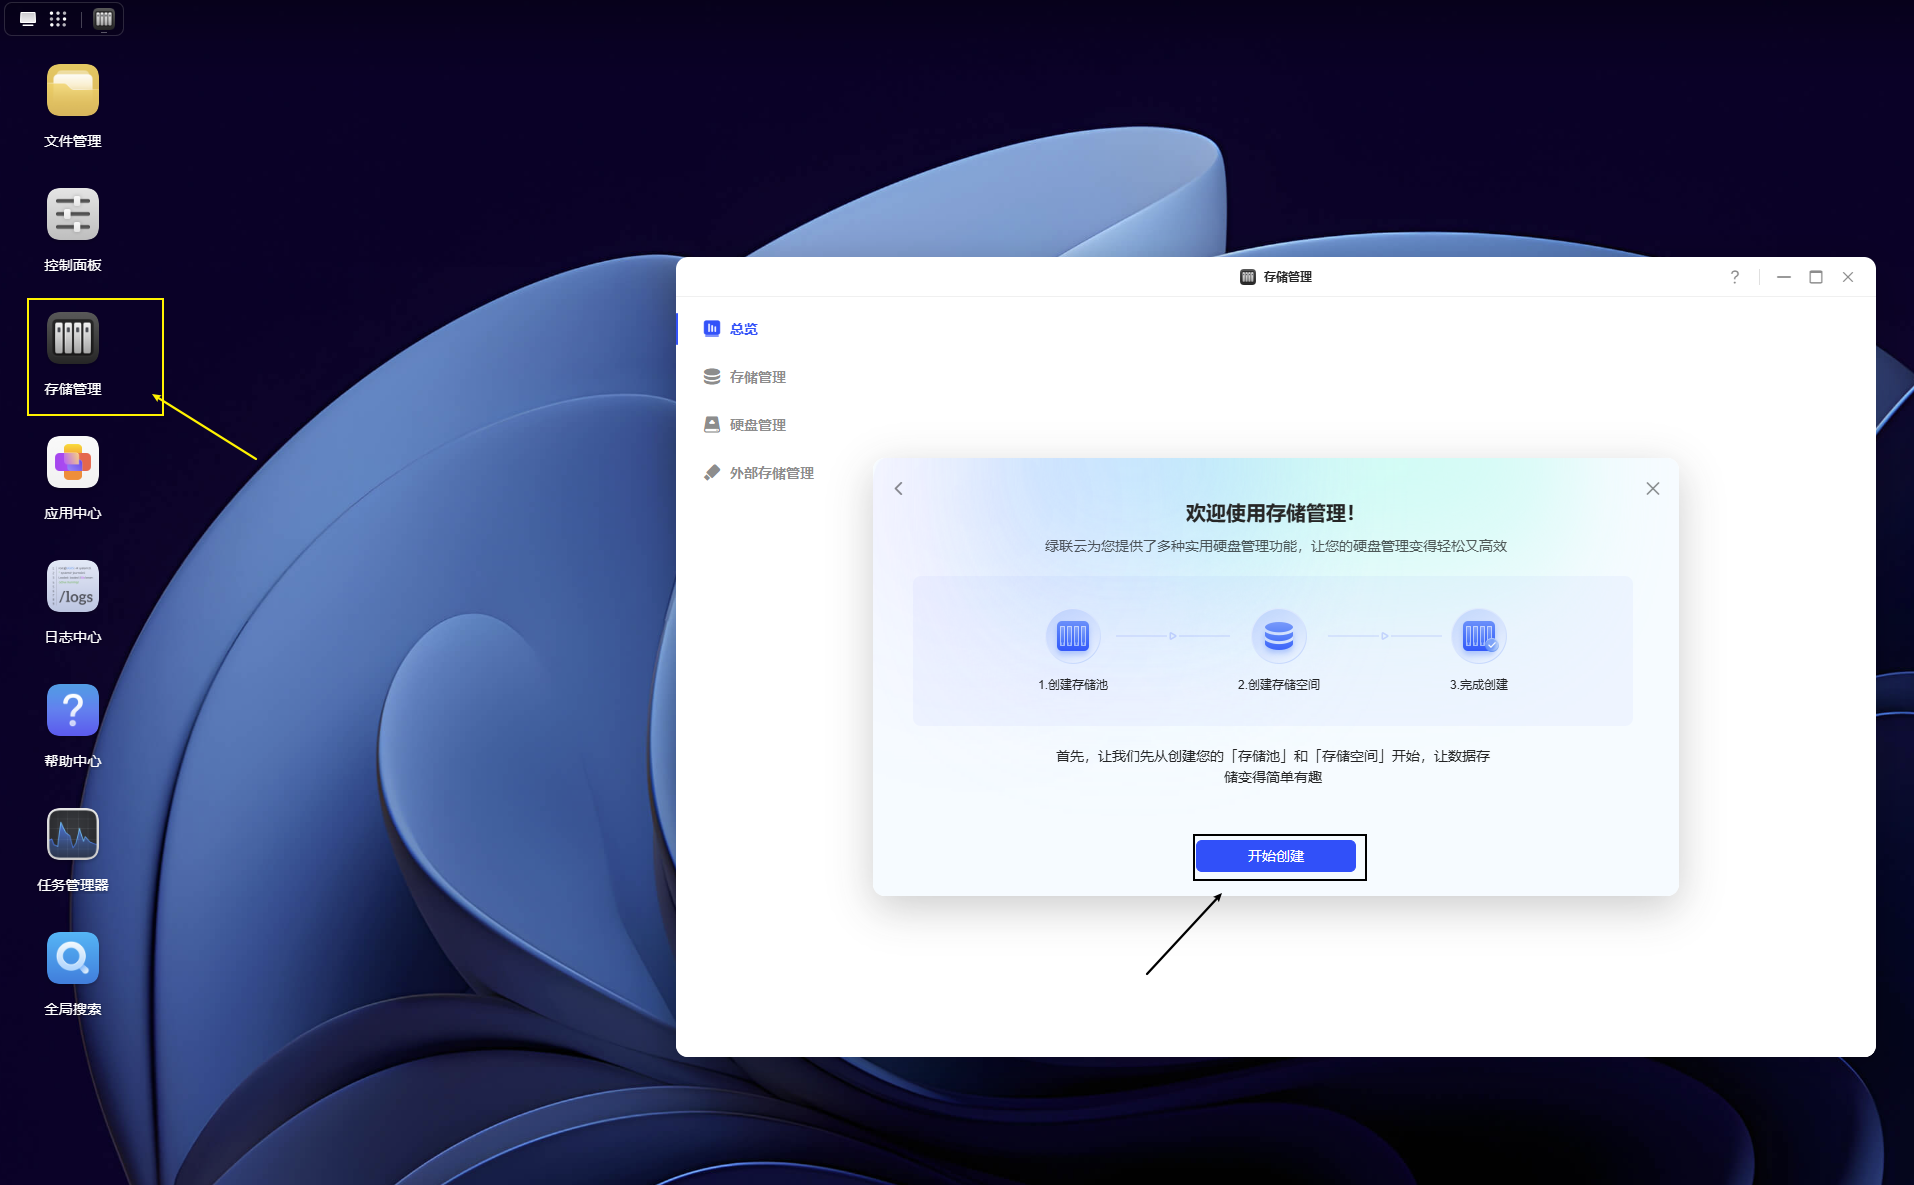 文件管理
控制面板
存储管理
应用中心
/logs
日志中心
?
帮助中心
任务管理器
全局搜索
存储管理
?
总览
存储管理
硬盘管理
外部存储管理
欢迎使用存储管理！
绿联云为您提供了多种实用硬盘管理功能，让您的硬盘管理变得轻松又高效
1.创建存储池
2.创建存储空间
3.完成创建
首先，让我们先从创建您的「存储池」和「存储空间」开始，让数据存
储变得简单有趣
开始创建